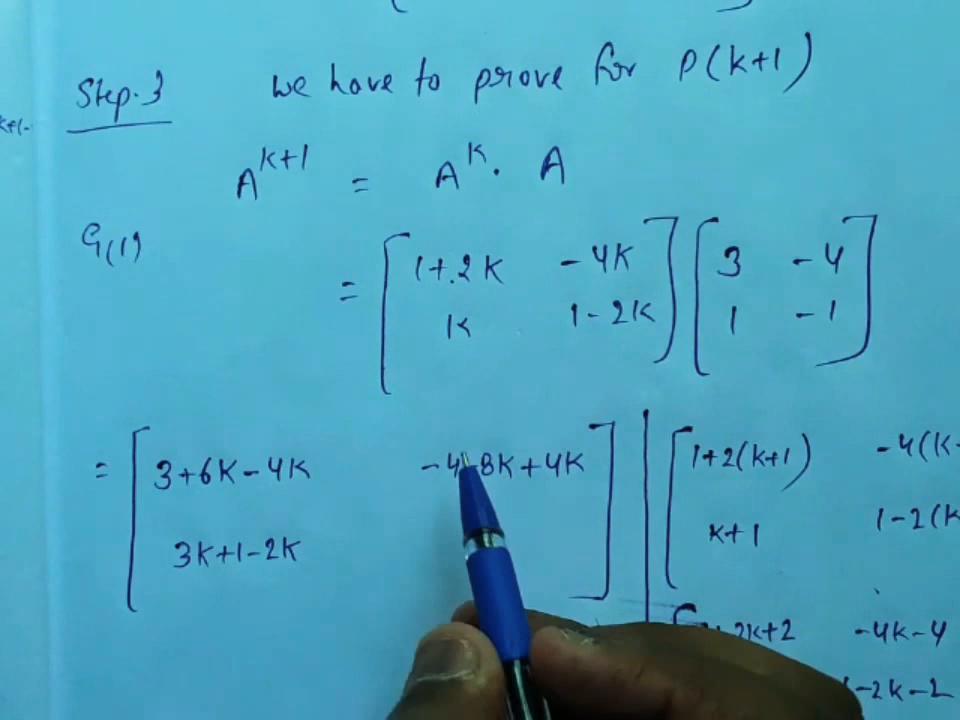 Step.3 We have to prove for P(k+1)
k+1-
A^{k+1} = A^k . A
G(1)
= [ 1+2k -4k ] [ 3 -4 ]
[ k 1-2k ] [ 1 -1 ]
= [ 3+6k-4k -4-8k+4k ] | [ 1+2(k+1) -4(k-
[ 3k+1-2k ] | [ k+1 1-2(k
2k+2 -4k-4
-2k-2